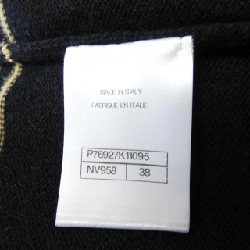 MADE IN ITALY
FABRIQUE EN ITALIE
P76927K11095
NV958 38